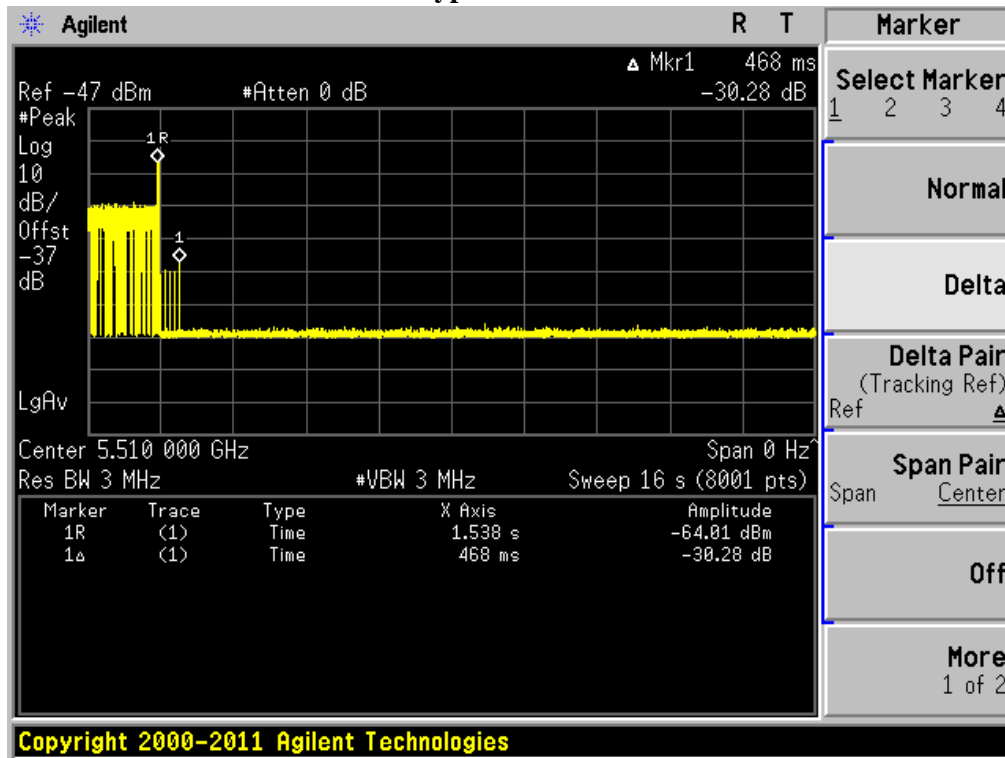 Agilent R T Marker
▵ Mkr1 468 ms
Ref -47 dBm #Atten 0 dB -30.28 dB
#Peak
Log
10
dB/
Offst
-37
dB
LgAv
1R
1
Center 5.510 000 GHz Span 0 Hz^
Res BW 3 MHz #VBW 3 MHz Sweep 16 s (8001 pts)
Marker Trace Type X Axis Amplitude
1R (1) Time 1.538 s -64.01 dBm
1▵ (1) Time 468 ms -30.28 dB
Select Marker
1 2 3 4
Normal
Delta
Delta Pair
(Tracking Ref)
Ref ▵
Span Pair
Span Center
Off
More
1 of 2
Copyright 2000-2011 Agilent Technologies